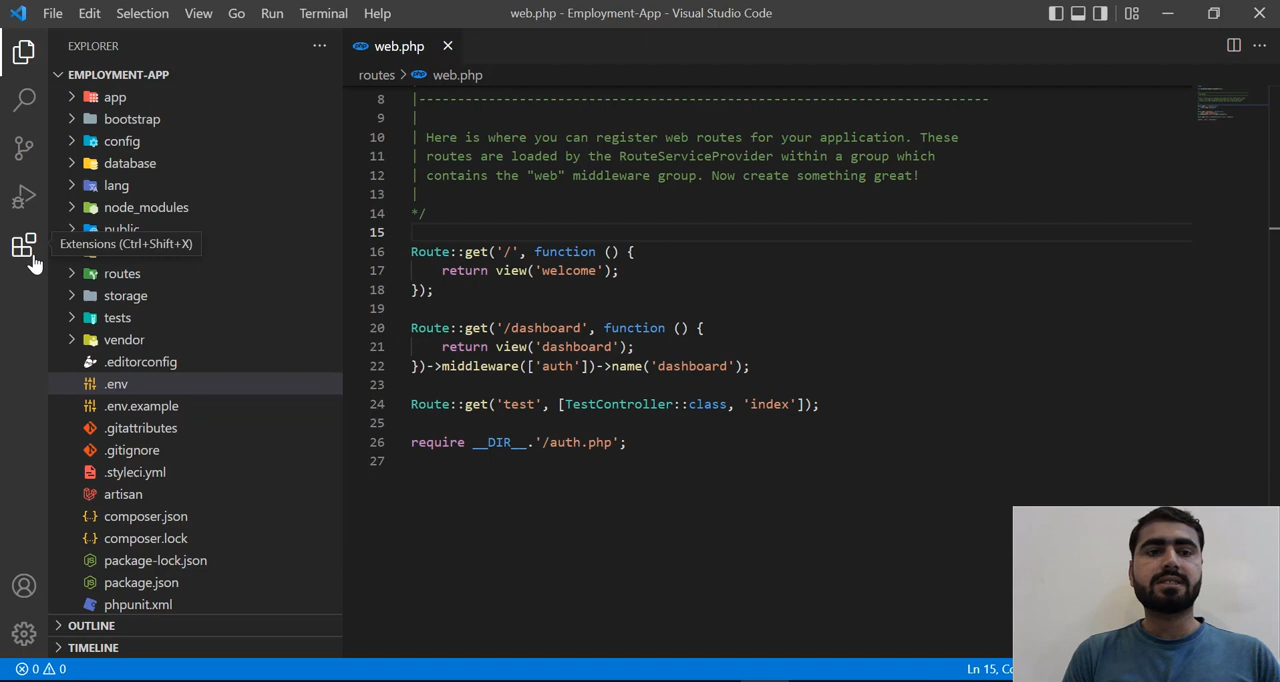 File Edit Selection View Go Run Terminal Help
web.php - Employment-App - Visual Studio Code
EXPLORER
EMPLOYMENT-APP
app
bootstrap
config
database
lang
node_modules
public
Extensions (Ctrl+Shift+X)
routes
storage
tests
vendor
.editorconfig
.env
.env.example
.gitattributes
.gitignore
.styleci.yml
artisan
composer.json
composer.lock
package-lock.json
package.json
phpunit.xml
OUTLINE
TIMELINE
php web.php
routes > php web.php
8 |--------------------------------------------------------------------------
9 |
10 | Here is where you can register web routes for your application. These
11 | routes are loaded by the RouteServiceProvider within a group which
12 | contains the "web" middleware group. Now create something great!
13 |
14 */
15
16 Route::get('/', function () {
17 return view('welcome');
18 });
19
20 Route::get('/dashboard', function () {
21 return view('dashboard');
22 })->middleware(['auth'])->name('dashboard');
23
24 Route::get('test', [TestController::class, 'index']);
25
26 require __DIR__.'/auth.php';
27
0 0
Ln 15, Co